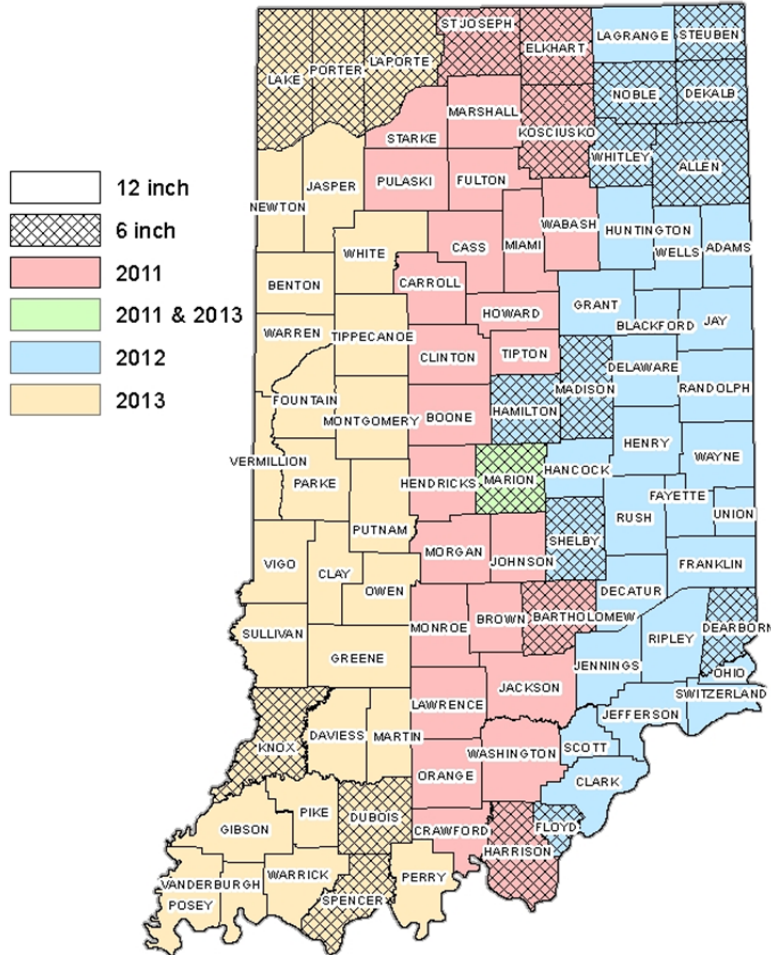 ST JOSEPH
ELKHART
LAGRANGE
STEUBEN
LAKE
PORTER
LAPORTE
NOBLE
DEKALB
MARSHALL
STARKE
KOSCIUSKO
WHITLEY
ALLEN
12 inch
6 inch
2011
2011 & 2013
2012
2013
NEWTON
JASPER
PULASKI
FULTON
WHITE
CASS
MIAMI
WABASH
HUNTINGTON
WELLS
ADAMS
BENTON
CARROLL
HOWARD
GRANT
BLACKFORD
JAY
WARREN
TIPPECANOE
CLINTON
TIPTON
MADISON
DELAWARE
RANDOLPH
FOUNTAIN
MONTGOMERY
BOONE
HAMILTON
HENRY
WAYNE
VERMILLION
PARKE
HENDRICKS
MARION
HANCOCK
FAYETTE
UNION
PUTNAM
RUSH
SHELBY
VIGO
CLAY
OWEN
MORGAN
JOHNSON
FRANKLIN
DECATUR
SULLIVAN
GREENE
MONROE
BROWN
BARTHOLOMEW
RIPLEY
DEARBORN
OHIO
JENNINGS
SWITZERLAND
JACKSON
LAWRENCE
JEFFERSON
KNOX
DAVIESS
MARTIN
WASHINGTON
SCOTT
ORANGE
CLARK
GIBSON
PIKE
DUBOIS
CRAWFORD
HARRISON
FLOYD
VANDERBURGH
POSEY
WARRICK
SPENCER
PERRY